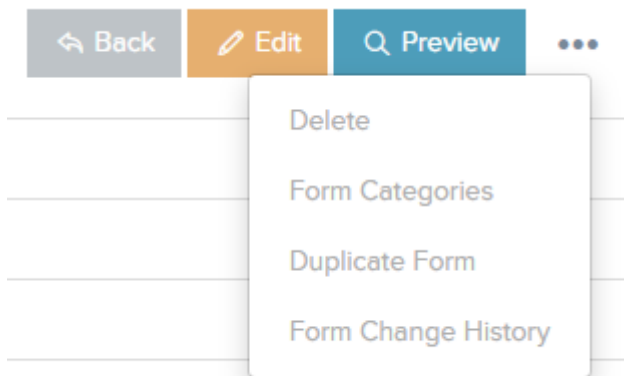 Back Edit Preview
Delete
Form Categories
Duplicate Form
Form Change History